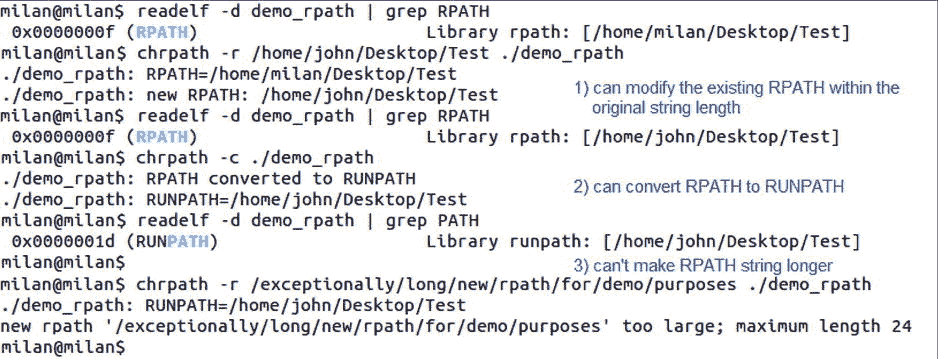 milan@milan$ readelf -d demo_rpath | grep RPATH
0x0000000f (RPATH) Library rpath: [/home/milan/Desktop/Test]
milan@milan$ chrpath -r /home/john/Desktop/Test ./demo_rpath
./demo_rpath: RPATH=/home/milan/Desktop/Test
./demo_rpath: new RPATH: /home/john/Desktop/Test
1) can modify the existing RPATH within the
original string length
milan@milan$ readelf -d demo_rpath | grep RPATH
0x0000000f (RPATH) Library rpath: [/home/john/Desktop/Test]
milan@milan$ chrpath -c ./demo_rpath
./demo_rpath: RPATH converted to RUNPATH
./demo_rpath: RUNPATH=/home/john/Desktop/Test
2) can convert RPATH to RUNPATH
milan@milan$ readelf -d demo_rpath | grep PATH
0x0000001d (RUNPATH) Library runpath: [/home/john/Desktop/Test]
milan@milan$
3) can't make RPATH string longer
milan@milan$ chrpath -r /exceptionally/long/new/rpath/for/demo/purposes ./demo_rpath
./demo_rpath: RUNPATH=/home/john/Desktop/Test
new rpath '/exceptionally/long/new/rpath/for/demo/purposes' too large; maximum length 24
milan@milan$